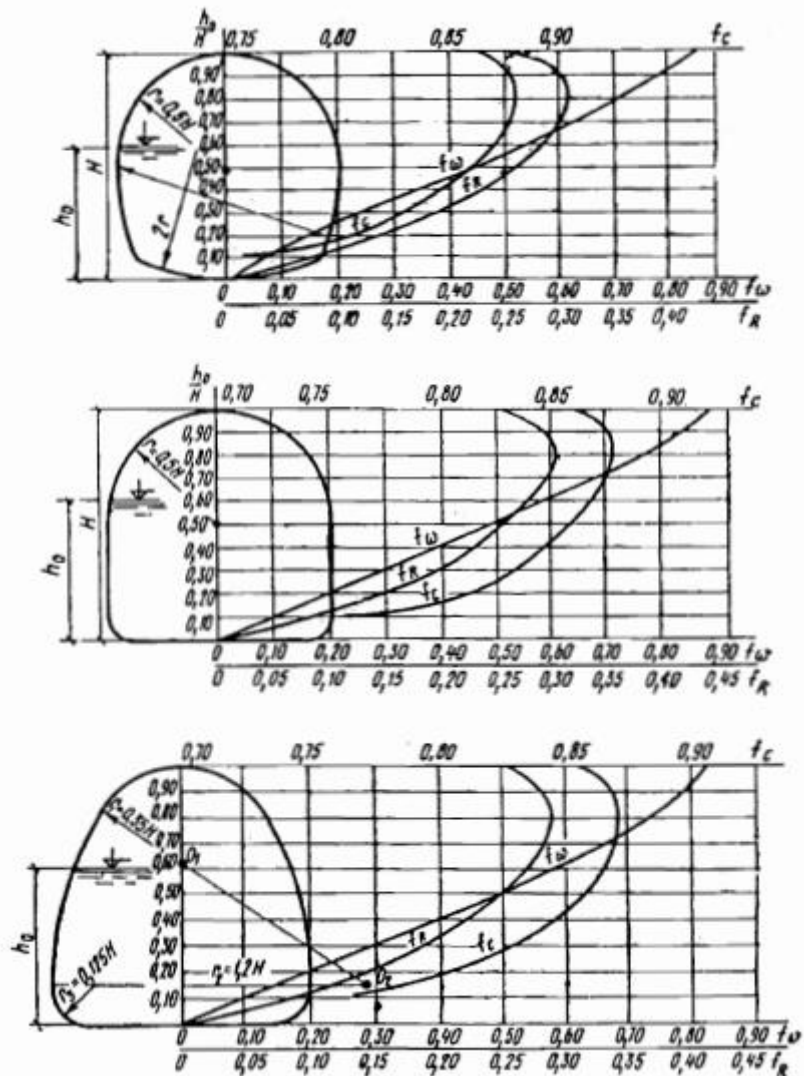 h₀/H 0,75 0,80 0,85 0,90 f_C
0,90
r=0,5H 0,80
0,70
0,60
H 0,50 f_ω
0,40 f_R
h₀ 2r 0,50 f_C
0,20
0,10
0 0,10 0,20 0,30 0,40 0,50 0,60 0,70 0,80 0,90 f_ω
0 0,05 0,10 0,15 0,20 0,25 0,30 0,35 0,40 f_R
h₀/H 0,70 0,75 0,80 0,85 0,90 f_C
0,90
r=0,5H 0,80
0,70
H 0,60
0,50
0,40 f_ω
h₀ 0,30 f_R
0,20 f_C
0,10
0 0,10 0,20 0,30 0,40 0,50 0,60 0,70 0,80 0,90 f_ω
0 0,05 0,10 0,15 0,20 0,25 0,30 0,35 0,40 0,45 f_R
0,70 0,75 0,80 0,85 0,90 f_C
0,90
0,80
0,35H 0,70
0,60 O₁ f_ω
0,50
0,40
h₀ 0,30 f_R f_C
r₃=0,125H 0,20 r₂=1,2H O₂
0,10
0 0,10 0,20 0,30 0,40 0,50 0,60 0,70 0,80 0,90 f_ω
0 0,05 0,10 0,15 0,20 0,25 0,30 0,35 0,40 0,45 f_R